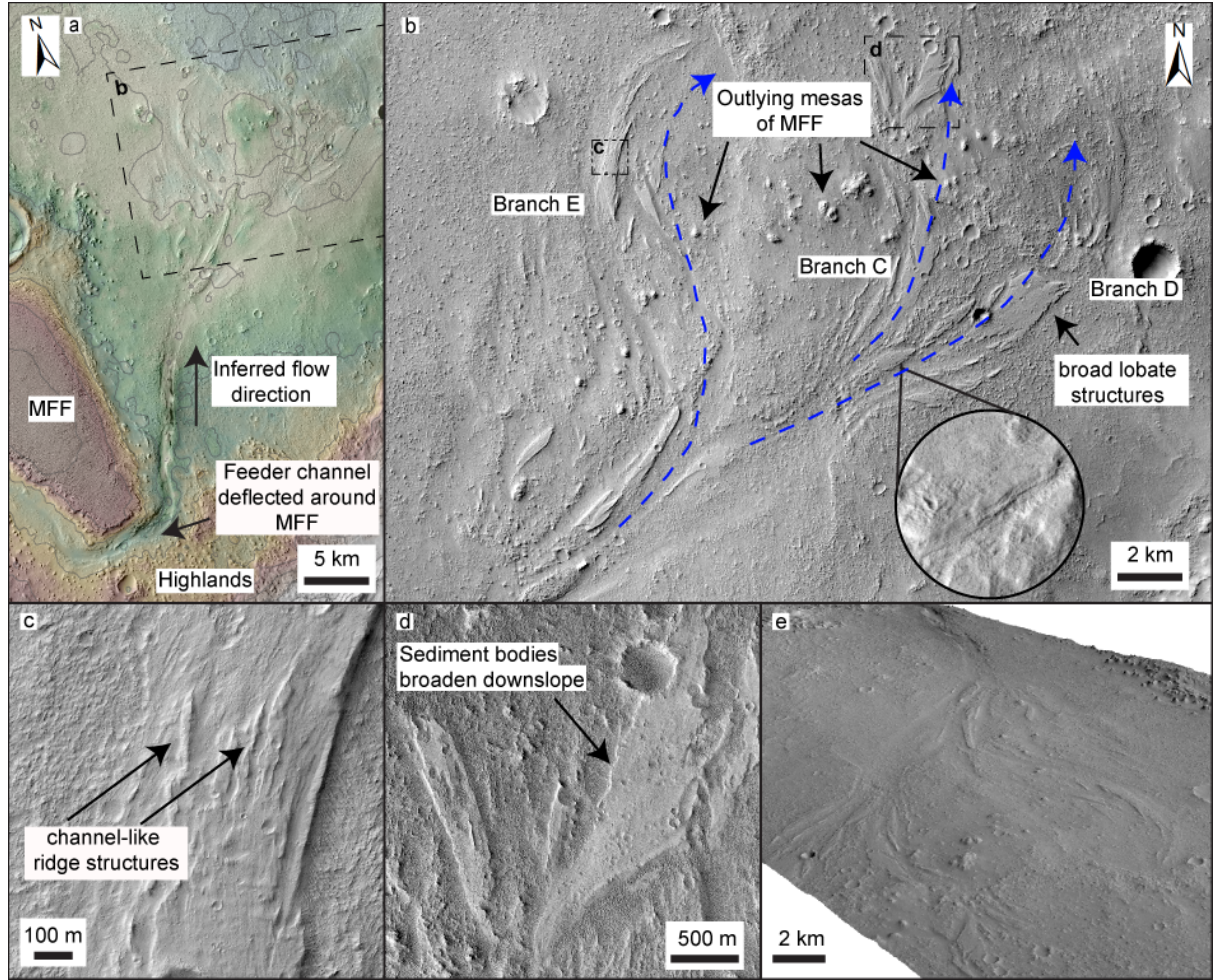 a
N
b
MFF
Inferred flow
direction
Feeder channel
deflected around
MFF
Highlands
5 km
b
N
d
Outlying mesas
of MFF
c
Branch E
Branch C
Branch D
broad lobate
structures
2 km
c
channel-like
ridge structures
100 m
d
Sediment bodies
broaden downslope
500 m
e
2 km